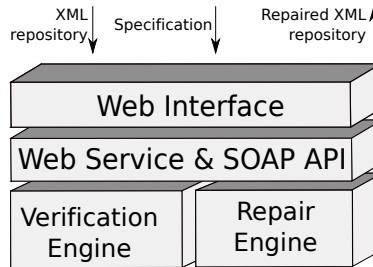 XML
repository
Specification
Repaired XML
repository
Web Interface
Web Service & SOAP API
Verification
Engine
Repair
Engine